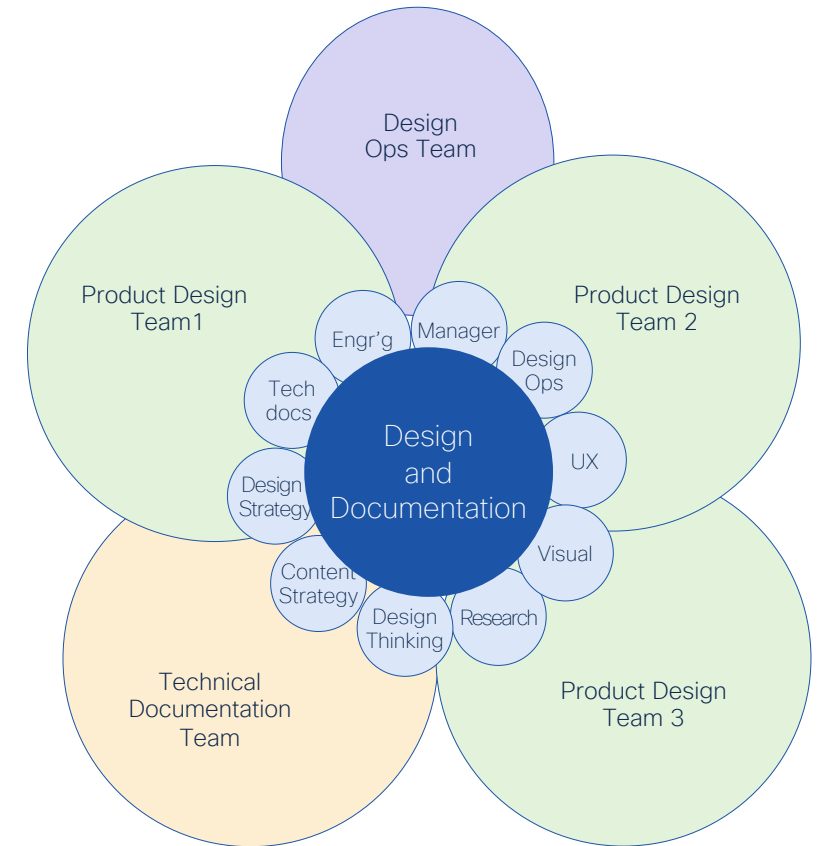 Design
Ops Team
Product Design
Team1
Product Design
Team 2
Engr’g
Manager
Design
Ops
Tech
docs
UX
Design
Strategy
Visual
Content
Strategy
Research
Design
Thinking
Design
and
Documentation
Technical
Documentation
Team
Product Design
Team 3